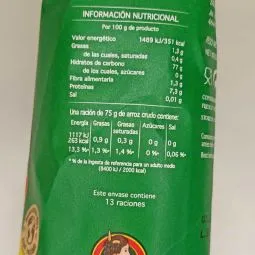 INFORMACIÓN NUTRICIONAL
Por 100 g de producto
Valor energético 1489 kJ/351 kcal
Grasas 1,3 g
de las cuales, saturadas 0,4 g
Hidratos de carbono 77 g
de los cuales, azúcares 0 g
Fibra alimentaria 1,3 g
Proteínas 7,3 g
Sal 0,01 g
Una ración de 75 g de arroz crudo contiene:
Energía Grasas Grasas saturadas Azúcares Sal
1117 kJ 263 kcal 0,9 g 0,3 g 0 g 0 g
13,3 %* 1,3 %* 1,4 %* 0 %* 0,06 %*
* % de la ingesta de referencia para un adulto medio
(8400 kJ / 2000 kcal)
Este envase contiene
13 raciones